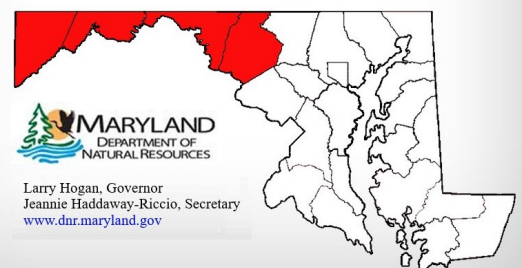 MARYLAND
DEPARTMENT OF
NATURAL RESOURCES
Larry Hogan, Governor
Jeannie Haddaway-Riccio, Secretary
www.dnr.maryland.gov